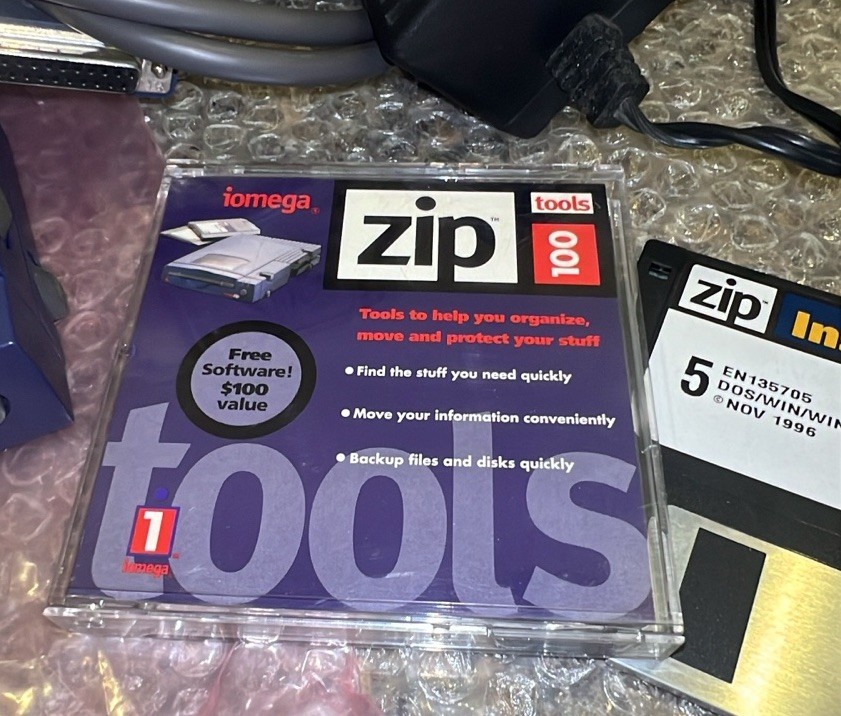 iomega
zip™
tools
100
Tools to help you organize,
move and protect your stuff
Free
Software!
$100
value
• Find the stuff you need quickly
• Move your information conveniently
• Backup files and disks quickly
tools
1
iomega
zip™
5
EN135705
DOS/WIN/WIN
© NOV 1996